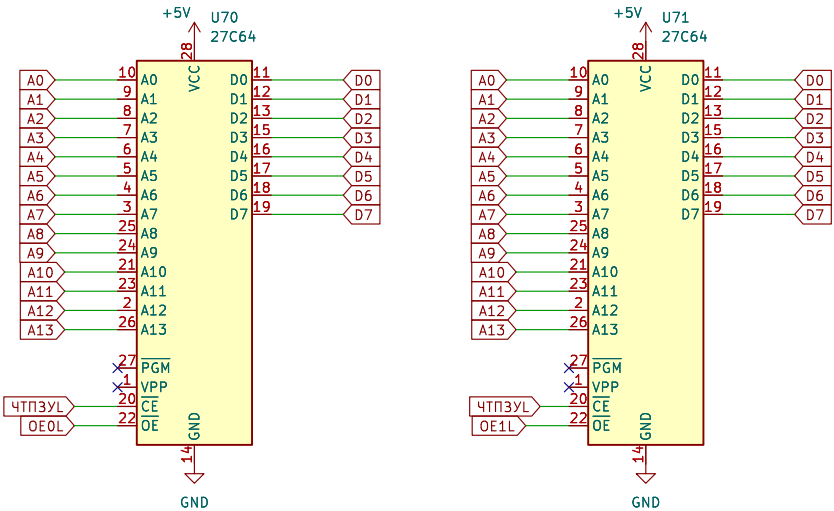 +5V
U70
27C64
28
VCC
A0 10 A0 D0 11 D0
A1 9 A1 D1 12 D1
A2 8 A2 D2 13 D2
A3 7 A3 D3 15 D3
A4 6 A4 D4 16 D4
A5 5 A5 D5 17 D5
A6 4 A6 D6 18 D6
A7 3 A7 D7 19 D7
A8 25 A8
A9 24 A9
A10 21 A10
A11 23 A11
A12 2 A12
A13 26 A13
27 PGM
1 VPP
ЧТПЗУL 20 CE
OE0L 22 OE
GND
14
GND
+5V
U71
27C64
28
VCC
A0 10 A0 D0 11 D0
A1 9 A1 D1 12 D1
A2 8 A2 D2 13 D2
A3 7 A3 D3 15 D3
A4 6 A4 D4 16 D4
A5 5 A5 D5 17 D5
A6 4 A6 D6 18 D6
A7 3 A7 D7 19 D7
A8 25 A8
A9 24 A9
A10 21 A10
A11 23 A11
A12 2 A12
A13 26 A13
27 PGM
1 VPP
ЧТПЗУL 20 CE
OE1L 22 OE
GND
14
GND